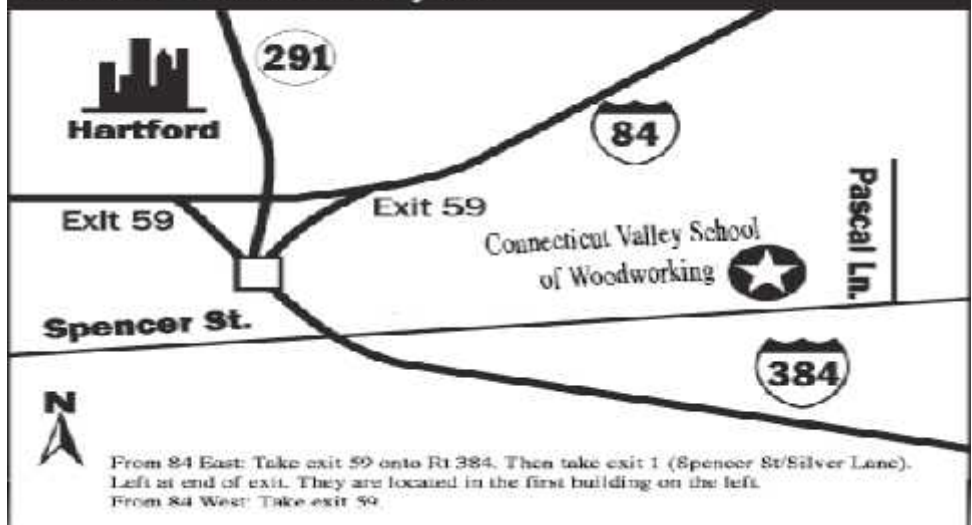 291
Hartford
84
Exit 59
Exit 59
Pascal Ln.
Connecticut Valley School
of Woodworking
Spencer St.
384
N
From 84 East: Take exit 59 onto Rt 384. Then take exit 1 (Spencer St/Silver Lane).
Left at end of exit. They are located in the first building on the left.
From 84 West: Take exit 59.